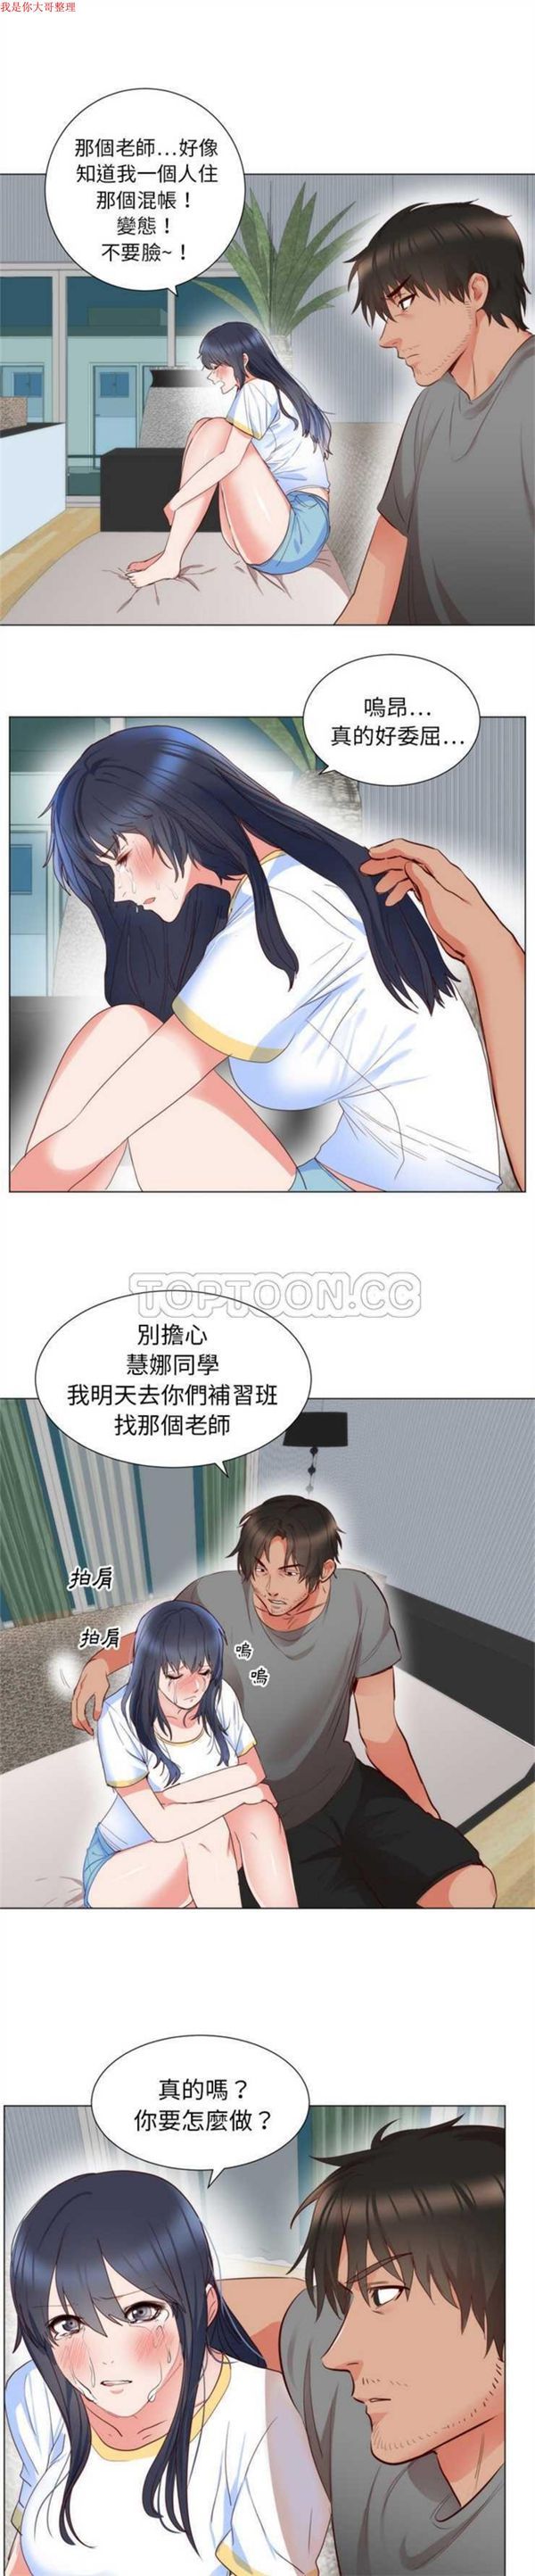 我是你大哥整理
那個老師...好像
知道我一個人住
那個混帳！
變態！
不要臉~！
嗚昂...
真的好委屈...
TOPTOON.CC
別擔心
慧娜同學
我明天去你們補習班
找那個老師
拍肩
拍肩
嗚
嗚
真的嗎？
你要怎麼做？